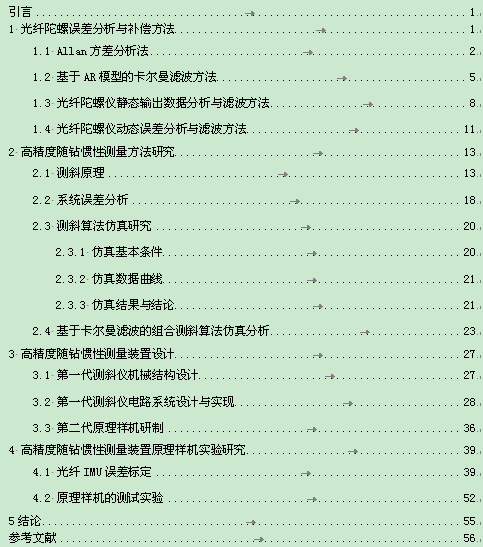 引言 1
1 光纤陀螺误差分析与补偿方法 1
1.1 Allan 方差分析法 2
1.2 基于 AR 模型的卡尔曼滤波方法 5
1.3 光纤陀螺仪静态输出数据分析与滤波方法 8
1.4 光纤陀螺仪动态误差分析与滤波方法 11
2 高精度随钻惯性测量方法研究 13
2.1 测斜原理 13
2.2 系统误差分析 18
2.3 测斜算法仿真研究 20
2.3.1 仿真基本条件 20
2.3.2 仿真数据曲线 21
2.3.3 仿真结果与结论 21
2.4 基于卡尔曼滤波的组合测斜算法仿真分析 23
3 高精度随钻惯性测量装置设计 27
3.1 第一代测斜仪机械结构设计 27
3.2 第一代测斜仪电路系统设计与实现 28
3.3 第二代原理样机研制 36
4 高精度随钻惯性测量装置原理样机实验研究 39
4.1 光纤 IMU 误差标定 39
4.2 原理样机的测试实验 52
5 结论 55
参考文献 56